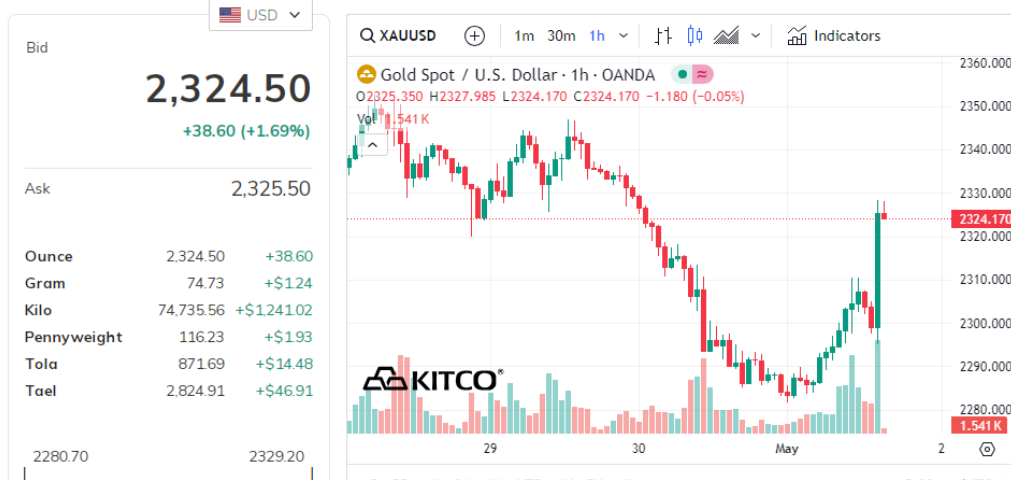 USD
Bid
2,324.50
+38.60 (+1.69%)
Ask 2,325.50
Ounce 2,324.50 +38.60
Gram 74.73 +$1.24
Kilo 74,735.56 +$1,241.02
Pennyweight 116.23 +$1.93
Tola 871.69 +$14.48
Tael 2,824.91 +$46.91
2280.70 2329.20
XAUUSD 1m 30m 1h Indicators
Gold Spot / U.S. Dollar · 1h · OANDA
O2325.350 H2327.985 L2324.170 C2324.170 −1.180 (−0.05%)
Vol 1.541 K
2360.000
2350.000
2340.000
2330.000
2324.170
2320.000
2310.000
2300.000
2290.000
2280.000
1.541 K
KITCO®
29 30 May 2